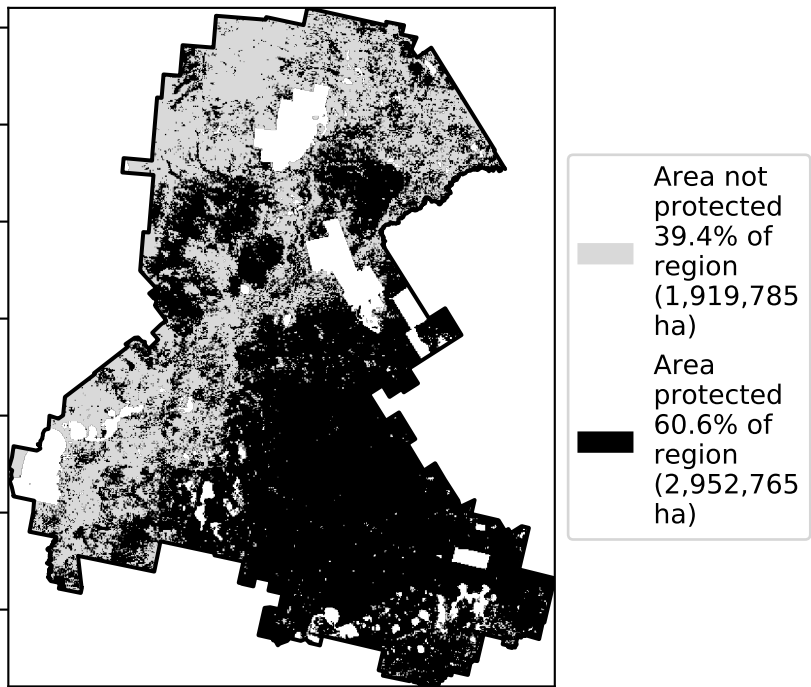 Area not
protected
39.4% of
region
(1,919,785
ha)
Area
protected
60.6% of
region
(2,952,765
ha)